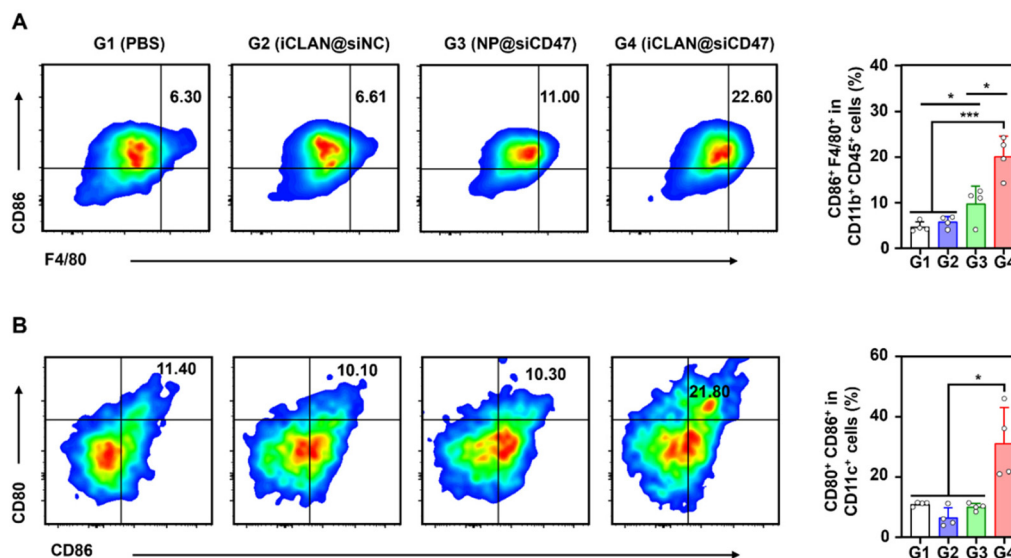 A
G1 (PBS)
G2 (iCLAN@siNC)
G3 (NP@siCD47)
G4 (iCLAN@siCD47)
6.30
6.61
11.00
22.60
CD86
F4/80
CD86⁺ F4/80⁺ in
CD11b⁺ CD45⁺ cells (%)
40
30
20
10
0
*
*
***
G1 G2 G3 G4
B
11.40
10.10
10.30
21.80
CD80
CD86
CD80⁺ CD86⁺ in
CD11c⁺ cells (%)
60
40
20
0
*
G1 G2 G3 G4